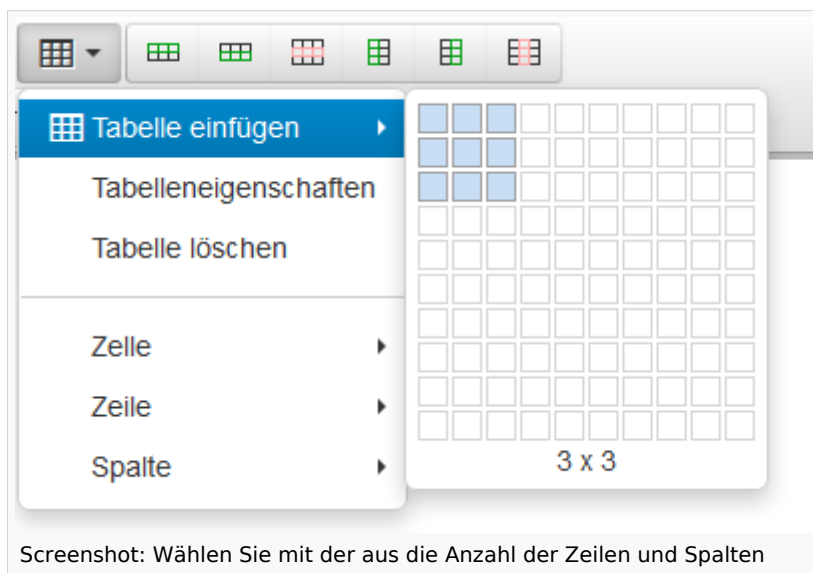 Tabelle einfügen
Tabelleneigenschaften
Tabelle löschen
Zelle
Zeile
Spalte
3 x 3
Screenshot: Wählen Sie mit der aus die Anzahl der Zeilen und Spalten